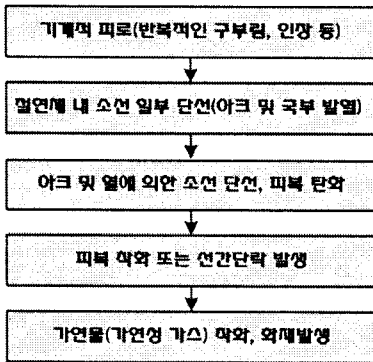 기계적 피로(반복적인 구부림, 인장 등)
절연체 내 소선 일부 단선(아크 및 국부 발열)
아크 및 열에 의한 소선 단선, 피복 탄화
피복 착화 또는 선간단락 발생
가연물(가연성 가스) 착화, 화재발생